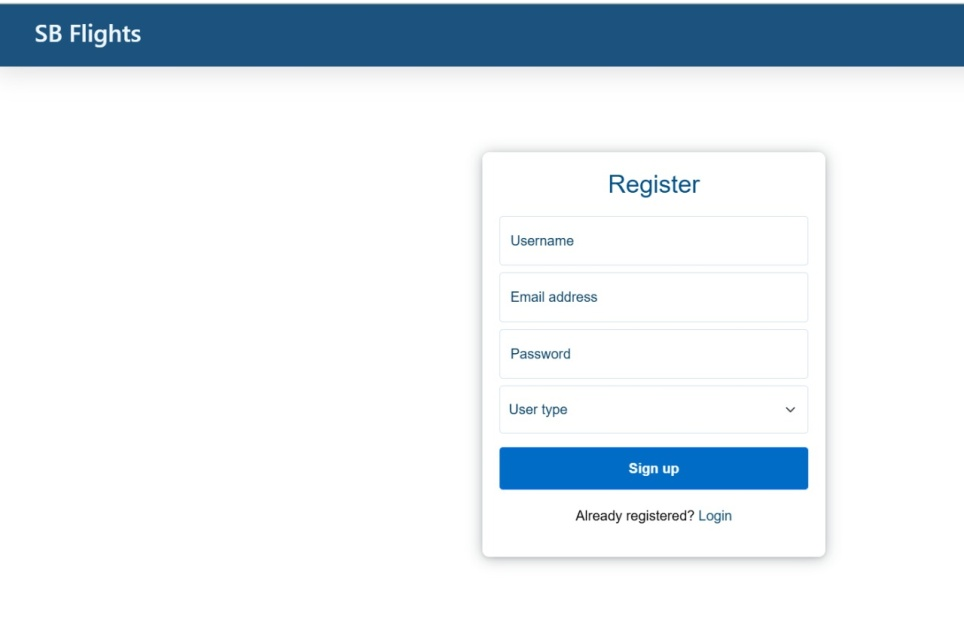 SB Flights
Register
Username
Email address
Password
User type
Sign up
Already registered? Login